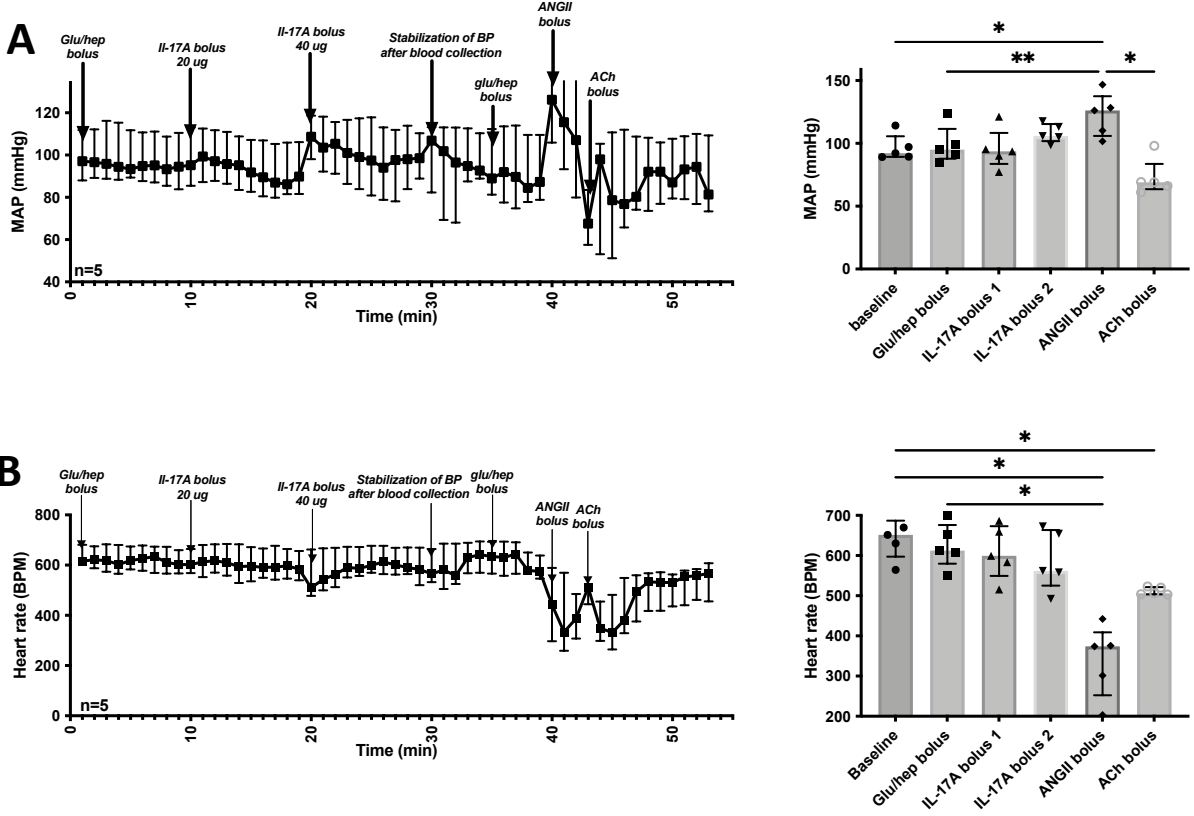 A
Glu/hep
bolus
Il-17A bolus
20 ug
Il-17A bolus
40 ug
Stabilization of BP
after blood collection
glu/hep
bolus
ANGII
bolus
ACh
bolus
MAP (mmHg)
120
100
80
60
40
n=5
0
10
20
30
40
50
Time (min)
*
**
*
MAP (mmHg)
150
100
50
0
baseline
Glu/hep bolus
IL-17A bolus 1
IL-17A bolus 2
ANGII bolus
ACh bolus
B
Glu/hep
bolus
Il-17A bolus
20 ug
Il-17A bolus
40 ug
Stabilization of BP
after blood collection
glu/hep
bolus
ANGII
bolus
ACh
bolus
Heart rate (BPM)
800
600
400
200
0
n=5
0
10
20
30
40
50
Time (min)
*
*
*
Heart rate (BPM)
700
600
500
400
300
200
Baseline
Glu/hep bolus
IL-17A bolus 1
IL-17A bolus 2
ANGII bolus
ACh bolus